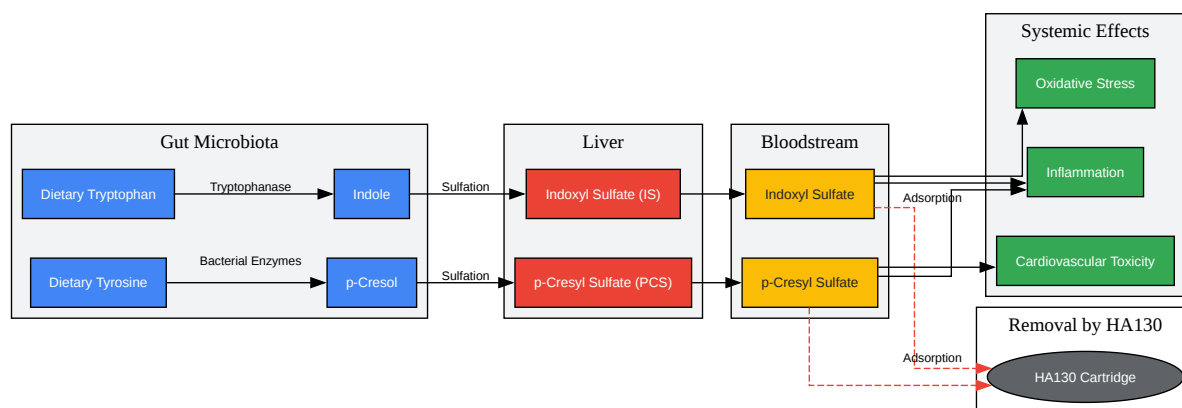 Systemic Effects
Oxidative Stress
Gut Microbiota
Liver
Bloodstream
Dietary Tryptophan
Tryptophanase
Indole
Sulfation
Indoxyl Sulfate (IS)
Indoxyl Sulfate
Adsorption
Inflammation
Dietary Tyrosine
Bacterial Enzymes
p-Cresol
Sulfation
p-Cresyl Sulfate (PCS)
p-Cresyl Sulfate
Cardiovascular Toxicity
Removal by HA130
Adsorption
HA130 Cartridge